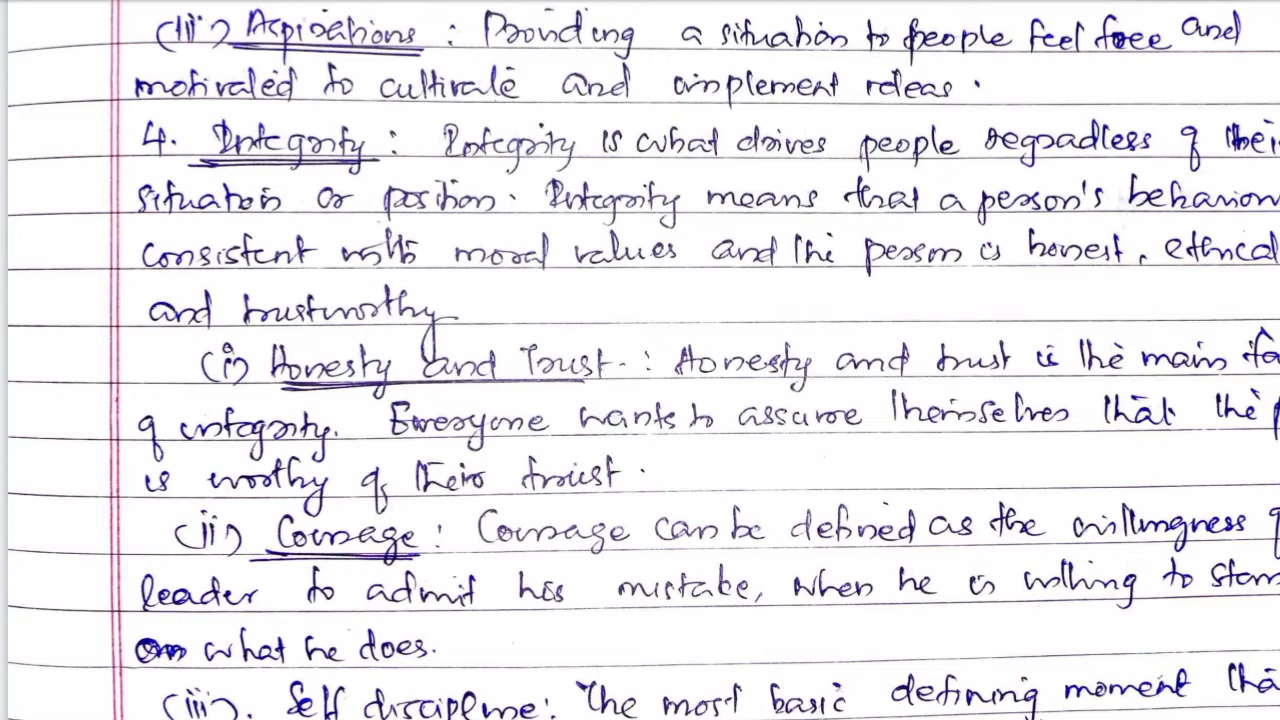 (iii) Aspirations : Providing a situation to people feel free and
motivated to cultivate and implement ideas.
4. Integrity : Integrity is what drives people regradless of their
situation or position. Integrity means that a person's behavior
consistent with moral values and the person is honest, ethical
and trustworthy
(i) Honesty and Trust. : Honesty and trust is the main
of integrity. Everyone wants to assure themselves that the
is worthy of their trust.
(ii) Courage : Courage can be defined as the willingness of
leader to admit his mistake, when he is willing to
on what he does.
(iii). Self discipline: The most basic defining moment